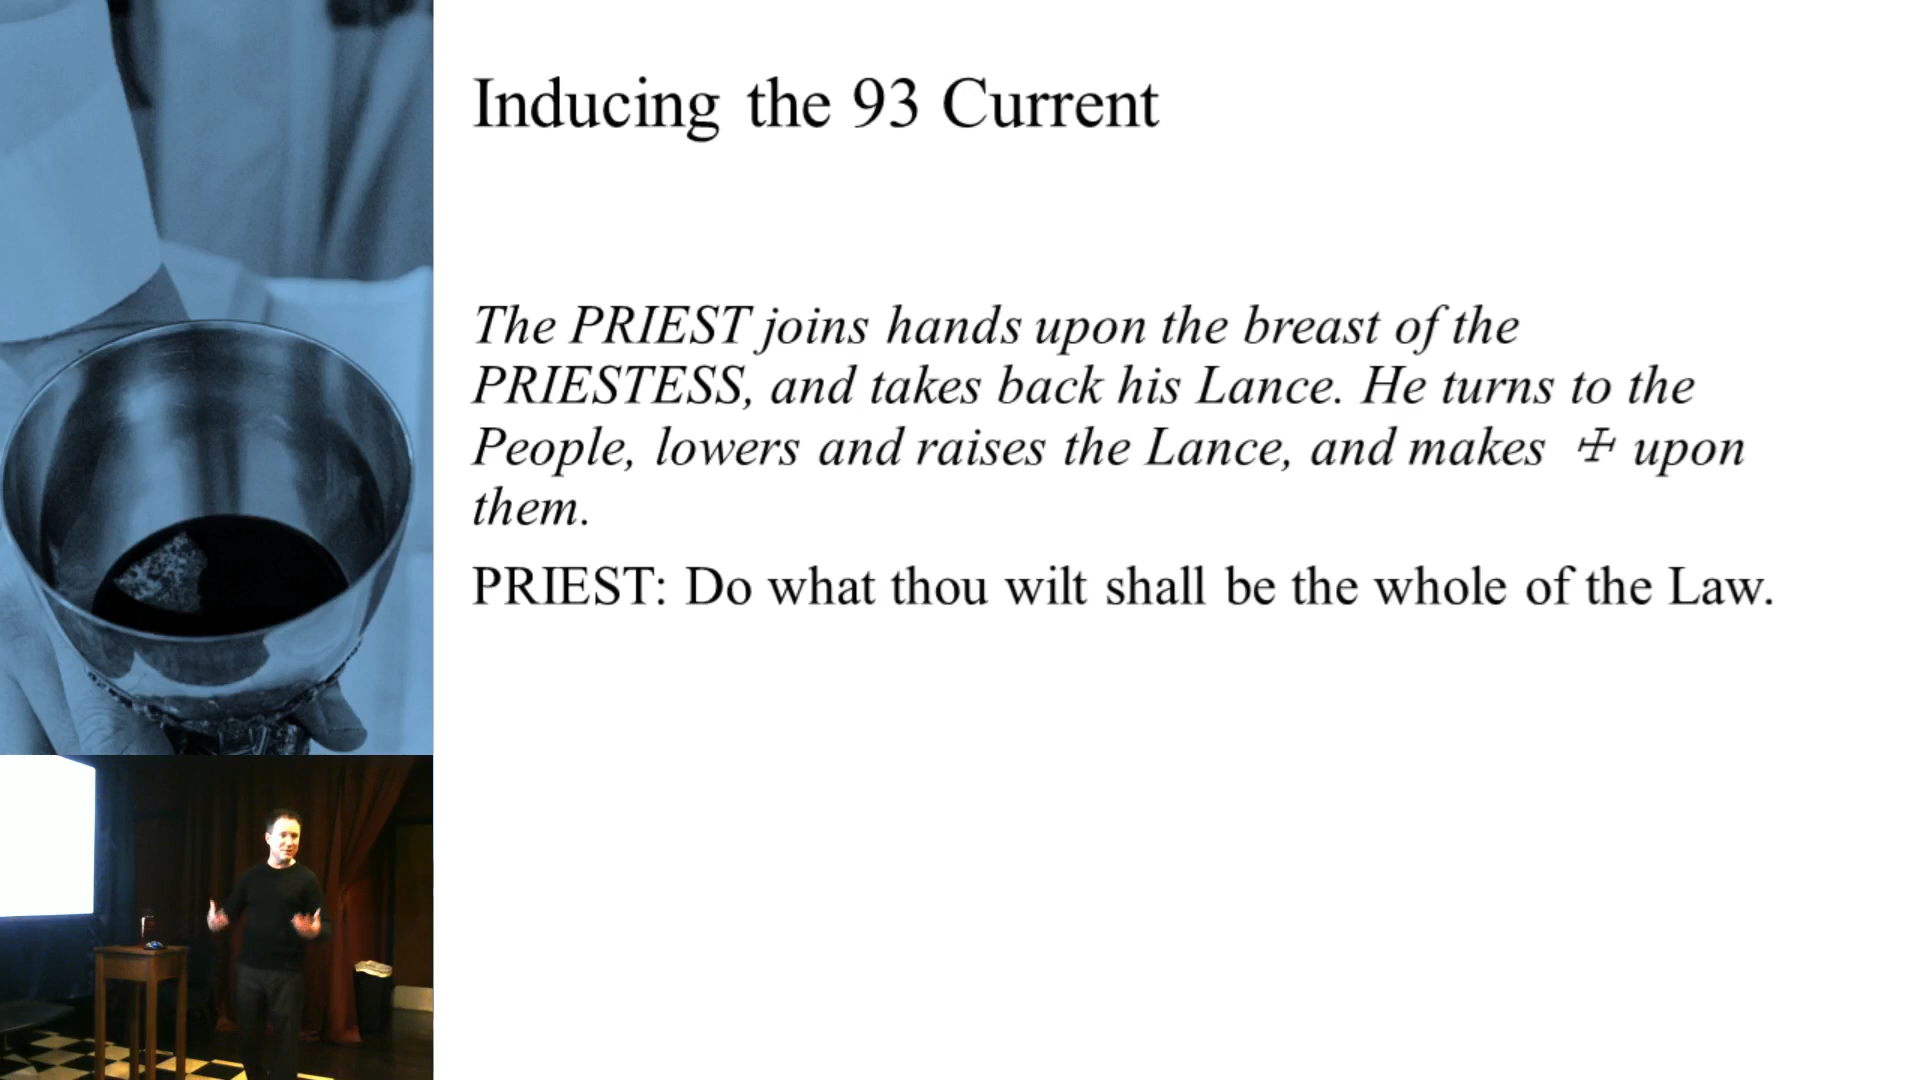 Inducing the 93 Current
The PRIEST joins hands upon the breast of the
PRIESTESS, and takes back his Lance. He turns to the
People, lowers and raises the Lance, and makes ☩ upon
them.
PRIEST: Do what thou wilt shall be the whole of the Law.